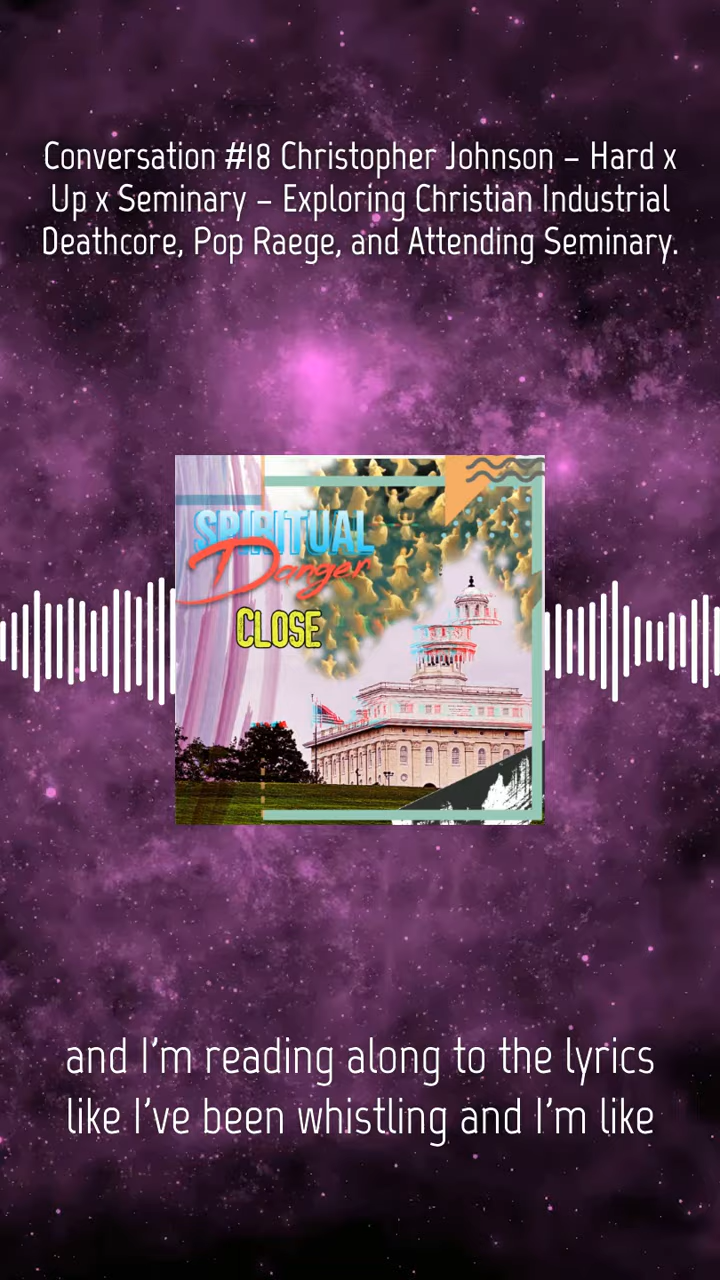 Conversation #18 Christopher Johnson – Hard x
Up x Seminary – Exploring Christian Industrial
Deathcore, Pop Raege, and Attending Seminary.
SPIRITUAL
Danger
CLOSE
and I'm reading along to the lyrics
like I've been whistling and I'm like